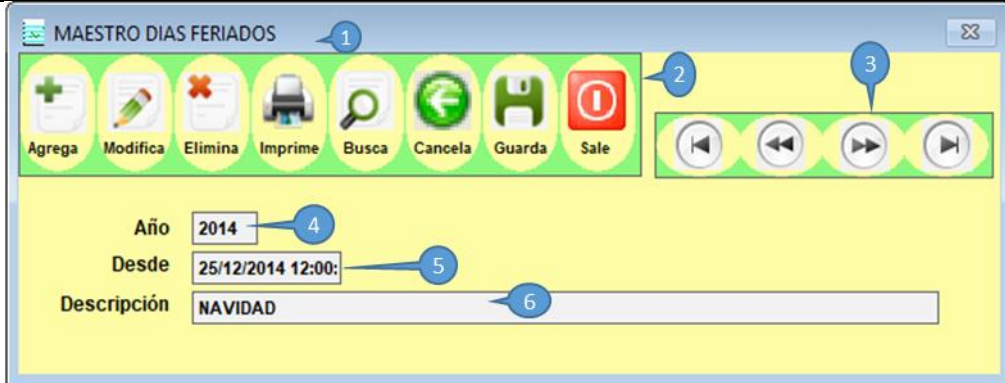 MAESTRO DIAS FERIADOS
1
2
3
Agrega Modifica Elimina Imprime Busca Cancela Guarda Sale
Año 2014 4
Desde 25/12/2014 12:00: 5
Descripción NAVIDAD 6